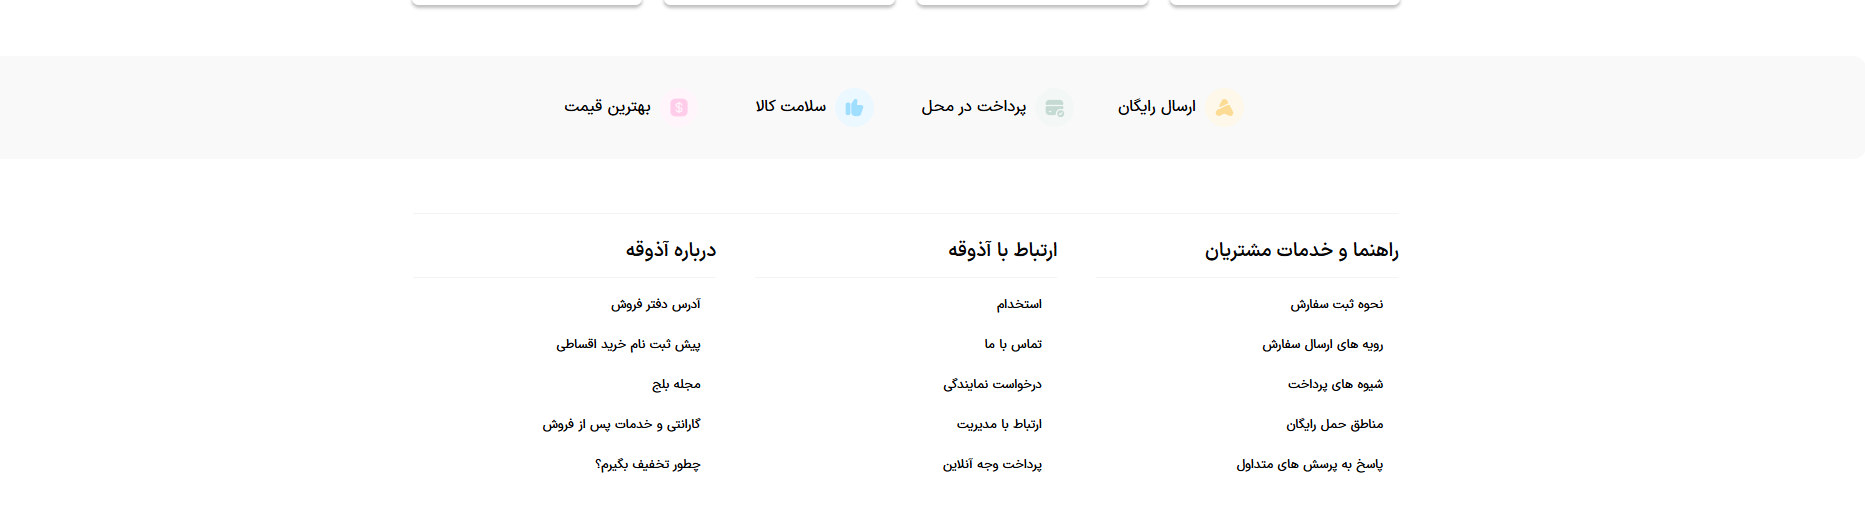 ارسال رایگان
پرداخت در محل
سلامت کالا
بهترین قیمت
راهنما و خدمات مشتریان
نحوه ثبت سفارش
رویه های ارسال سفارش
شیوه های پرداخت
مناطق حمل رایگان
پاسخ به پرسش های متداول
ارتباط با آذوقه
استخدام
تماس با ما
درخواست نمایندگی
ارتباط با مدیریت
پرداخت وجه آنلاین
درباره آذوقه
آدرس دفتر فروش
پیش ثبت نام خرید اقساطی
مجله بلج
گارانتی و خدمات پس از فروش
چطور تخفیف بگیرم؟